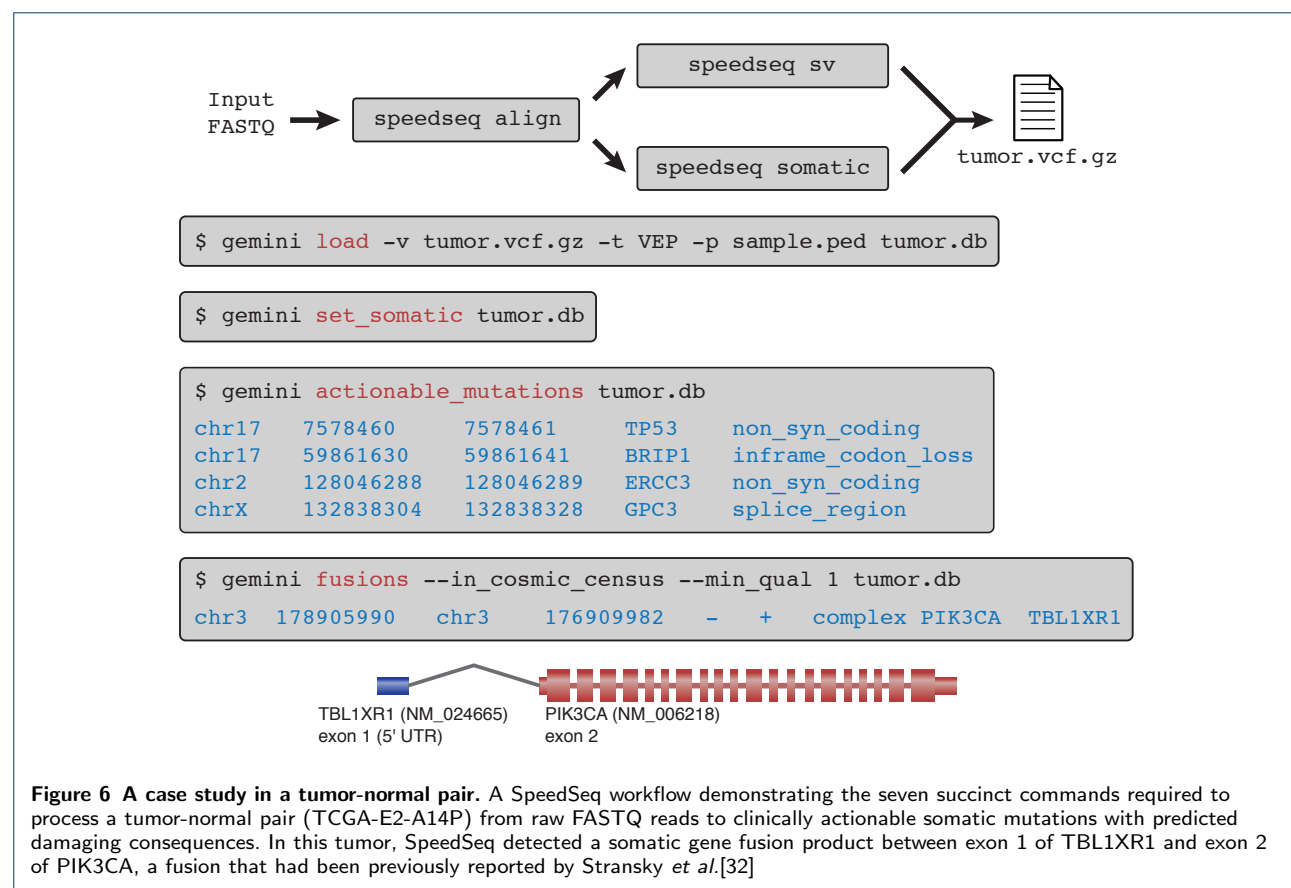 speedseq sv
Input
FASTQ
speedseq align
speedseq somatic
tumor.vcf.gz
$ gemini load -v tumor.vcf.gz -t VEP -p sample.ped tumor.db
$ gemini set_somatic tumor.db
$ gemini actionable_mutations tumor.db
chr17 7578460 7578461 TP53 non_syn_coding
chr17 59861630 59861641 BRIP1 inframe_codon_loss
chr2 128046288 128046289 ERCC3 non_syn_coding
chrX 132838304 132838328 GPC3 splice_region
$ gemini fusions --in_cosmic_census --min_qual 1 tumor.db
chr3 178905990 chr3 176909982 - + complex PIK3CA TBL1XR1
TBL1XR1 (NM_024665)
exon 1 (5' UTR)
PIK3CA (NM_006218)
exon 2
Figure 6 A case study in a tumor-normal pair. A SpeedSeq workflow demonstrating the seven succinct commands required to
process a tumor-normal pair (TCGA-E2-A14P) from raw FASTQ reads to clinically actionable somatic mutations with predicted
damaging consequences. In this tumor, SpeedSeq detected a somatic gene fusion product between exon 1 of TBL1XR1 and exon 2
of PIK3CA, a fusion that had been previously reported by Stransky et al.[32]